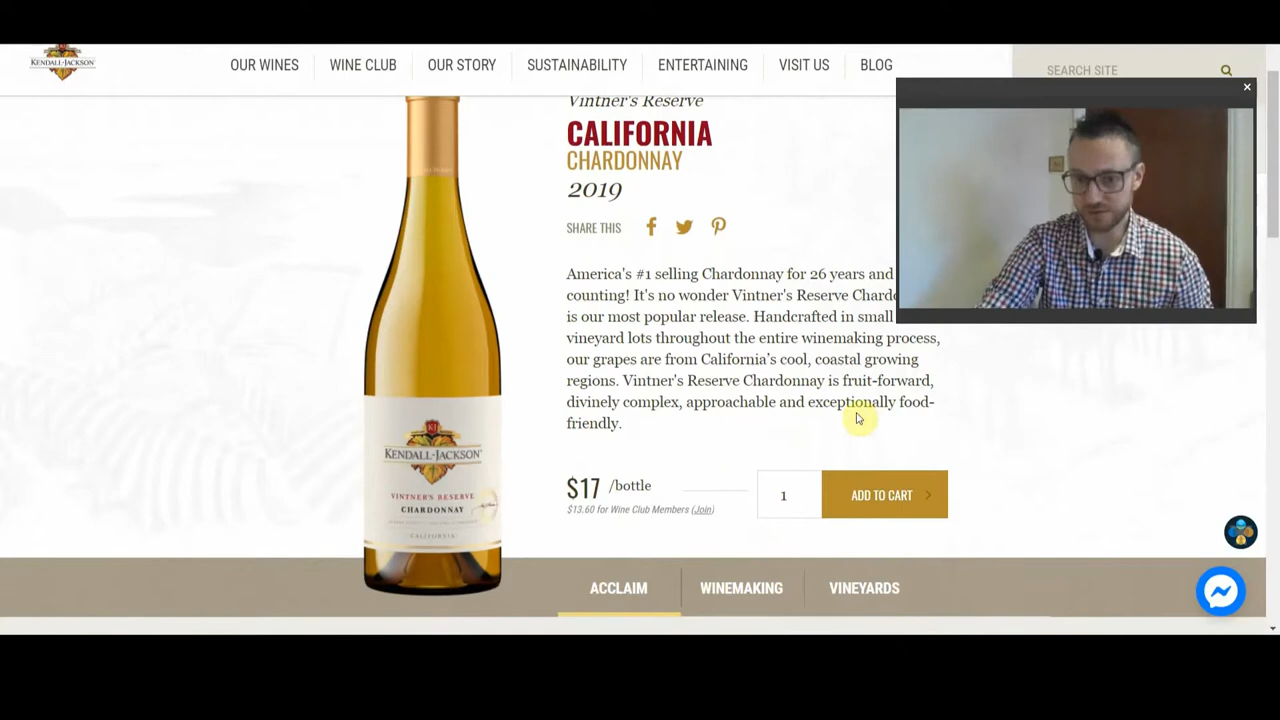 KENDALL-JACKSON
OUR WINES
WINE CLUB
OUR STORY
SUSTAINABILITY
ENTERTAINING
VISIT US
BLOG
SEARCH SITE
Vintner's Reserve
CALIFORNIA
CHARDONNAY
2019
SHARE THIS
America's #1 selling Chardonnay for 26 years and
counting! It's no wonder Vintner's Reserve Chardo
is our most popular release. Handcrafted in small
vineyard lots throughout the entire winemaking process,
our grapes are from California's cool, coastal growing
regions. Vintner's Reserve Chardonnay is fruit-forward,
divinely complex, approachable and exceptionally food-
friendly.
$17 /bottle
$13.60 for Wine Club Members (Join)
1
ADD TO CART
KJ
KENDALL-JACKSON
VINTNER'S RESERVE
CHARDONNAY
CALIFORNIA
ACCLAIM
WINEMAKING
VINEYARDS